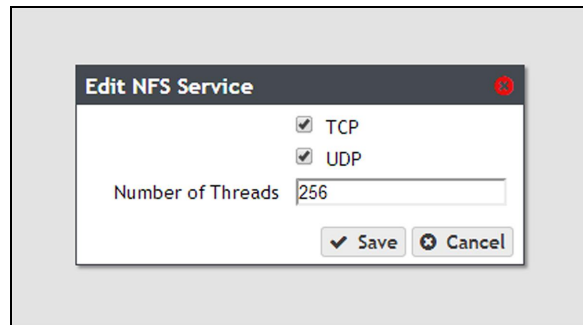 Edit NFS Service
TCP
UDP
Number of Threads 256
Save Cancel